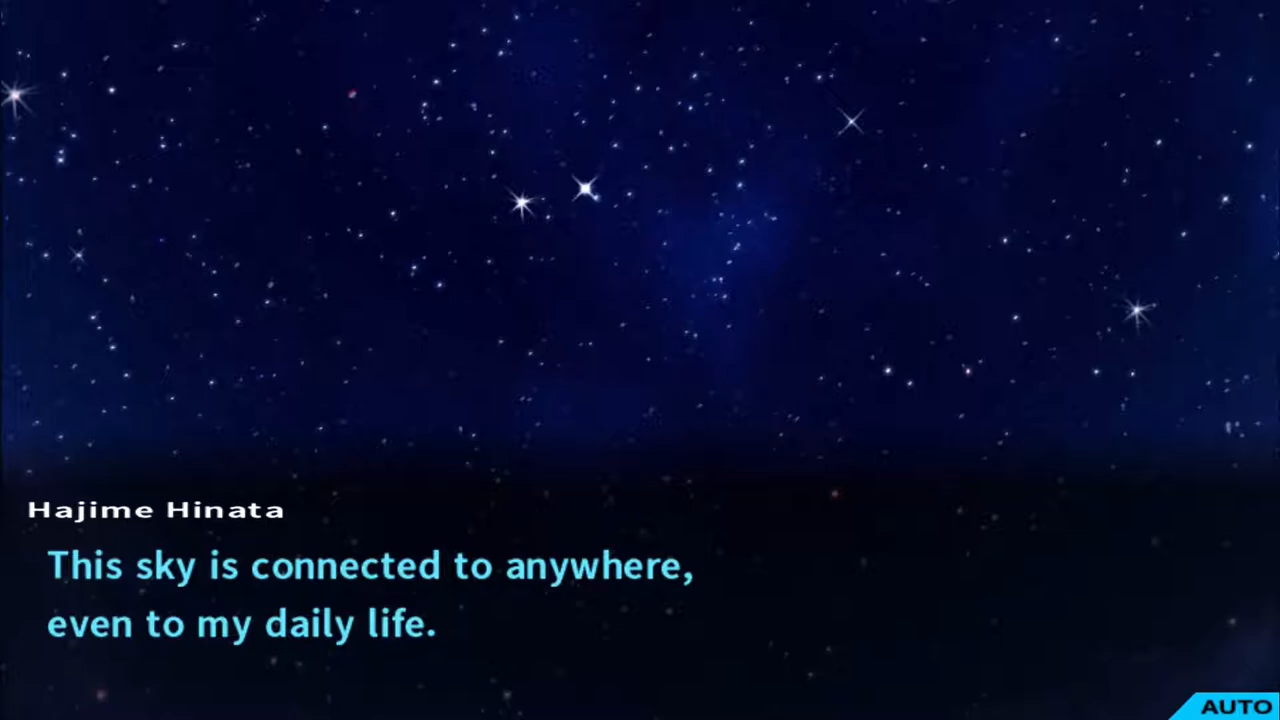 Hajime Hinata
This sky is connected to anywhere,
even to my daily life.
AUTO